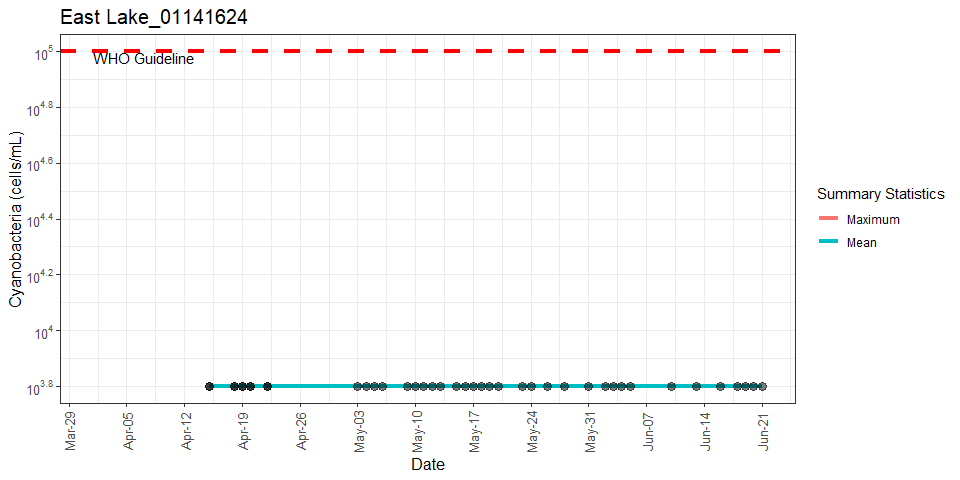 East Lake_01141624
10^5
WHO Guideline
10^4.8
10^4.6
10^4.4
10^4.2
10^4
10^3.8
Cyanobacteria (cells/mL)
Mar-29
Apr-05
Apr-12
Apr-19
Apr-26
May-03
May-10
May-17
May-24
May-31
Jun-07
Jun-14
Jun-21
Date
Summary Statistics
Maximum
Mean